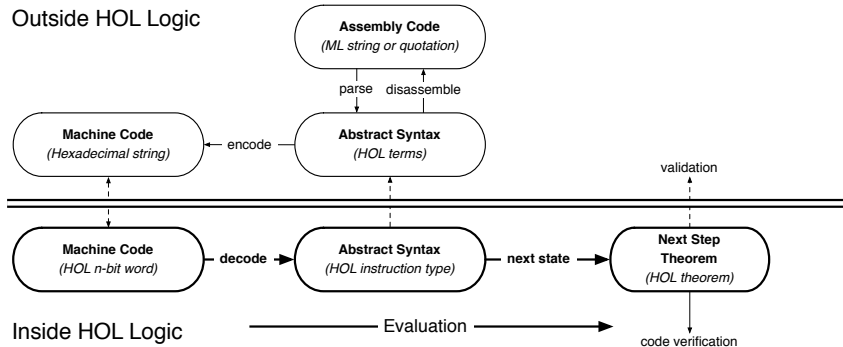 Outside HOL Logic
Assembly Code
(ML string or quotation)
parse
disassemble
Machine Code
(Hexadecimal string)
encode
Abstract Syntax
(HOL terms)
validation
Machine Code
(HOL n-bit word)
decode
Abstract Syntax
(HOL instruction type)
next state
Next Step
Theorem
(HOL theorem)
Inside HOL Logic
Evaluation
code verification